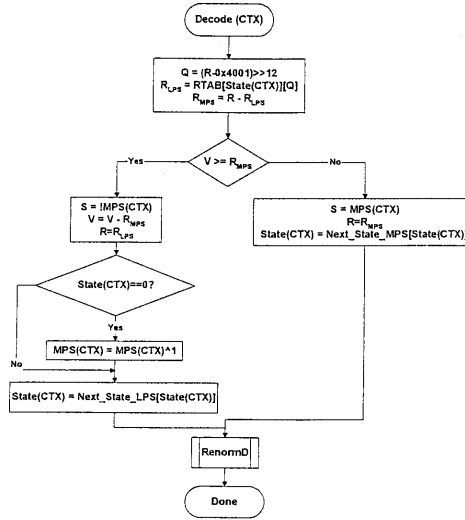 Decode (CTX)
Q = (R-0x4001)>>12
R_LPS = RTAB[State(CTX)][Q]
R_MPS = R - R_LPS
V >= R_MPS
Yes
No
S = !MPS(CTX)
V = V - R_MPS
R=R_LPS
S = MPS(CTX)
R=R_MPS
State(CTX) = Next_State_MPS[State(CTX)
State(CTX)==0?
Yes
MPS(CTX) = MPS(CTX)^1
No
State(CTX) = Next_State_LPS[State(CTX)]
RenormD
Done